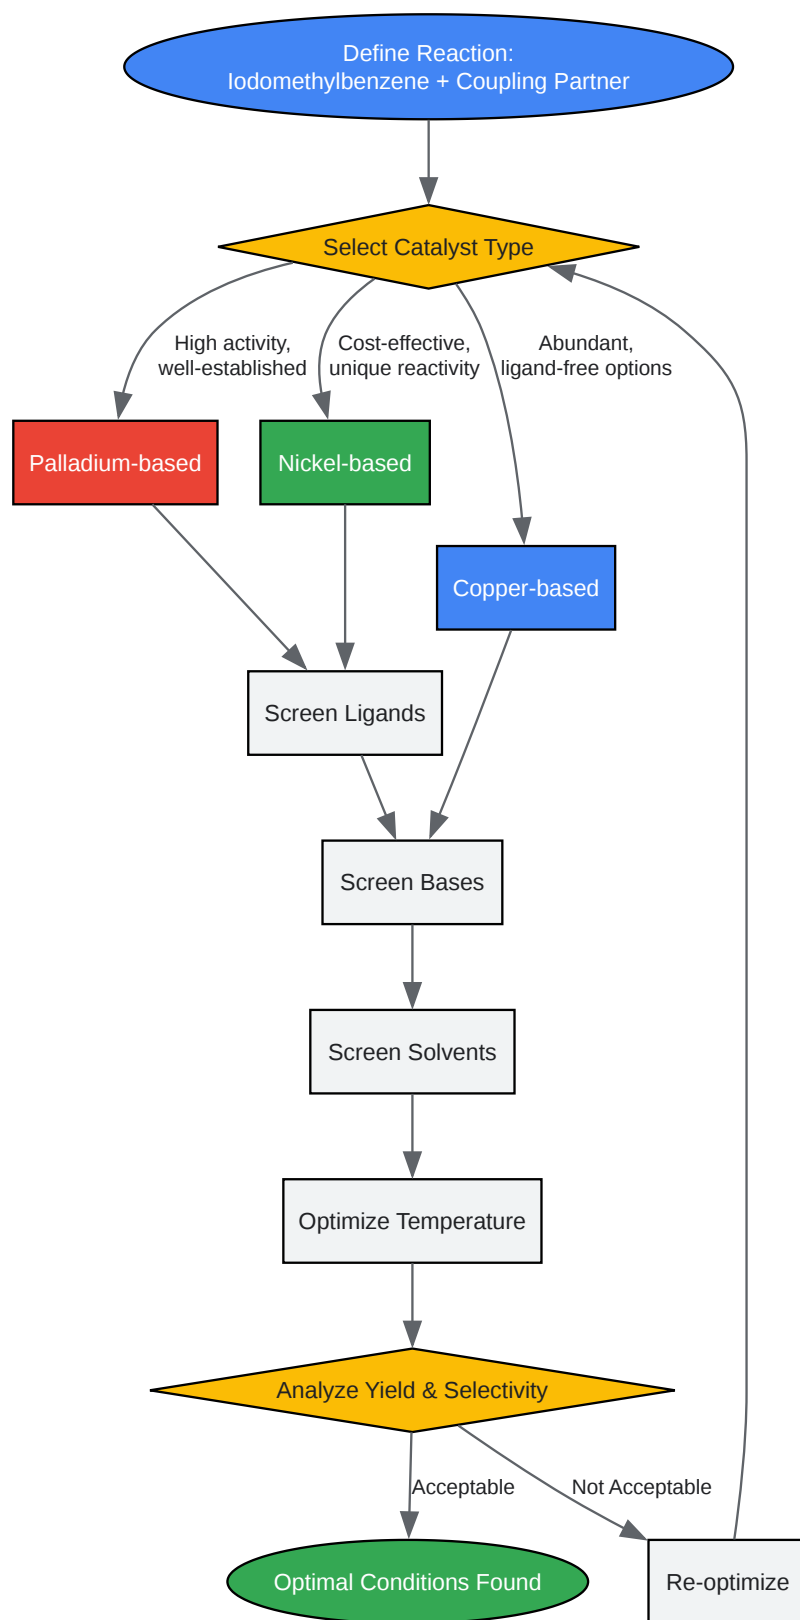 Define Reaction:
Iodomethylbenzene + Coupling Partner
Select Catalyst Type
High activity,
well-established
Cost-effective,
unique reactivity
Abundant,
ligand-free options
Palladium-based
Nickel-based
Copper-based
Screen Ligands
Screen Bases
Screen Solvents
Optimize Temperature
Analyze Yield & Selectivity
Acceptable
Not Acceptable
Optimal Conditions Found
Re-optimize